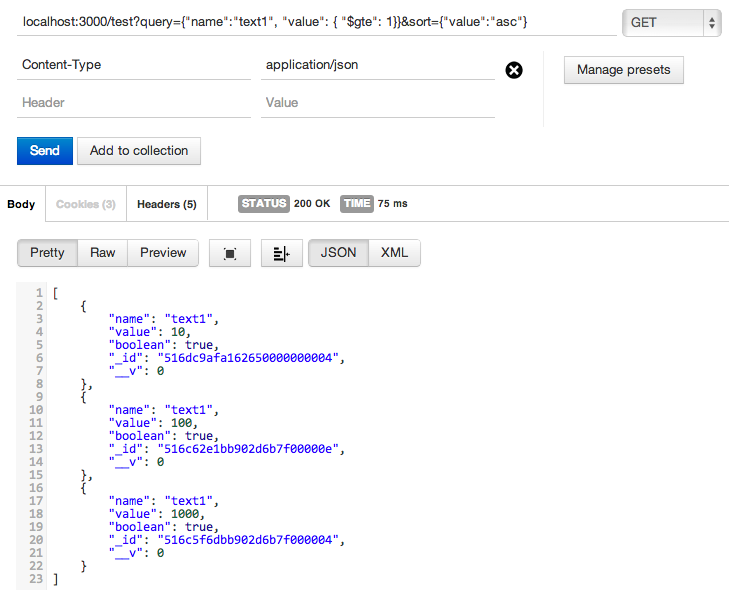 localhost:3000/test?query={"name":"text1", "value": { "$gte": 1}}&sort={"value":"asc"}
GET
Content-Type application/json
Manage presets
Header Value
Send Add to collection
Body Cookies (3) Headers (5) STATUS 200 OK TIME 75 ms
Pretty Raw Preview JSON XML
1 [
2 {
3 "name": "text1",
4 "value": 10,
5 "boolean": true,
6 "_id": "516dc9afa162650000000004",
7 "__v": 0
8 },
9 {
10 "name": "text1",
11 "value": 100,
12 "boolean": true,
13 "_id": "516c62e1bb902d6b7f00000e",
14 "__v": 0
15 },
16 {
17 "name": "text1",
18 "value": 1000,
19 "boolean": true,
20 "_id": "516c5f6dbb902d6b7f000004",
21 "__v": 0
22 }
23 ]